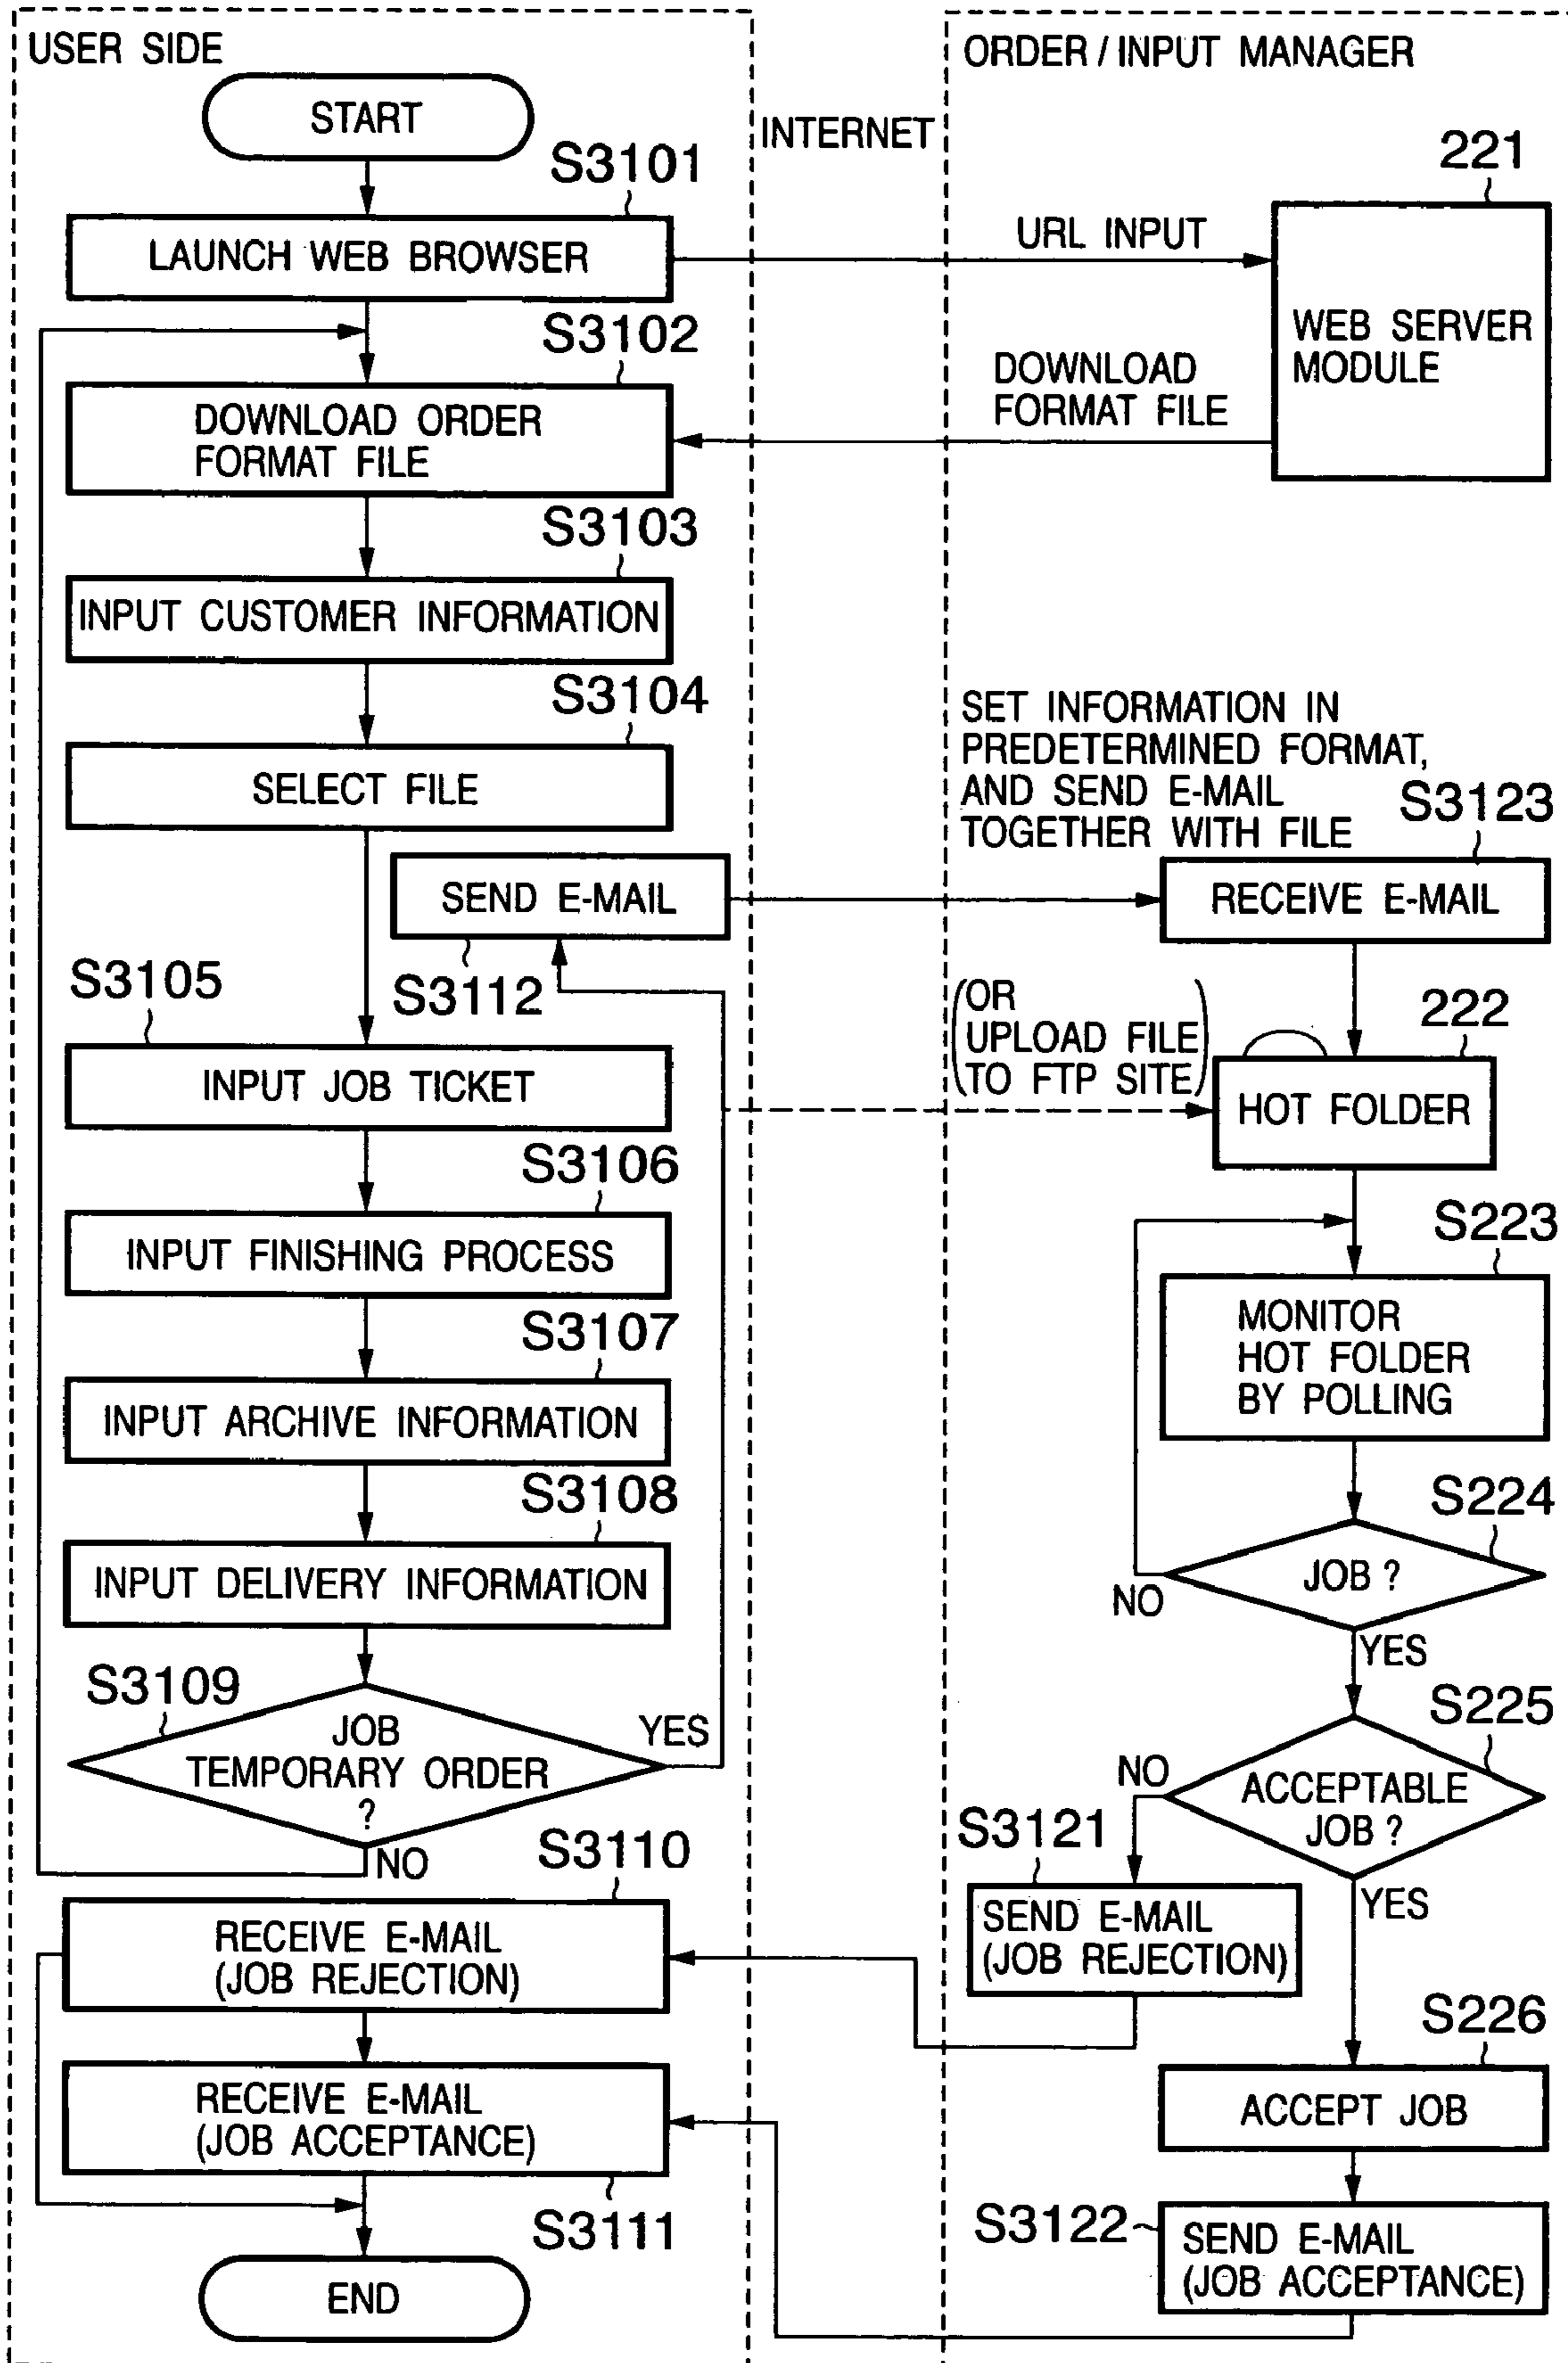 USER SIDE
START
S3101
LAUNCH WEB BROWSER
S3102
DOWNLOAD ORDER
FORMAT FILE
S3103
INPUT CUSTOMER INFORMATION
S3104
SELECT FILE
SEND E-MAIL
S3112
S3105
INPUT JOB TICKET
S3106
INPUT FINISHING PROCESS
S3107
INPUT ARCHIVE INFORMATION
S3108
INPUT DELIVERY INFORMATION
S3109
JOB
TEMPORARY ORDER
?
YES
NO
S3110
RECEIVE E-MAIL
(JOB REJECTION)
RECEIVE E-MAIL
(JOB ACCEPTANCE)
S3111
END
INTERNET
ORDER / INPUT MANAGER
URL INPUT
221
WEB SERVER
MODULE
DOWNLOAD
FORMAT FILE
SET INFORMATION IN
PREDETERMINED FORMAT,
AND SEND E-MAIL
TOGETHER WITH FILE
S3123
RECEIVE E-MAIL
(OR
UPLOAD FILE
TO FTP SITE)
222
HOT FOLDER
S223
MONITOR
HOT FOLDER
BY POLLING
S224
JOB ?
NO
YES
S225
ACCEPTABLE
JOB ?
NO
YES
S3121
SEND E-MAIL
(JOB REJECTION)
S226
ACCEPT JOB
S3122
SEND E-MAIL
(JOB ACCEPTANCE)